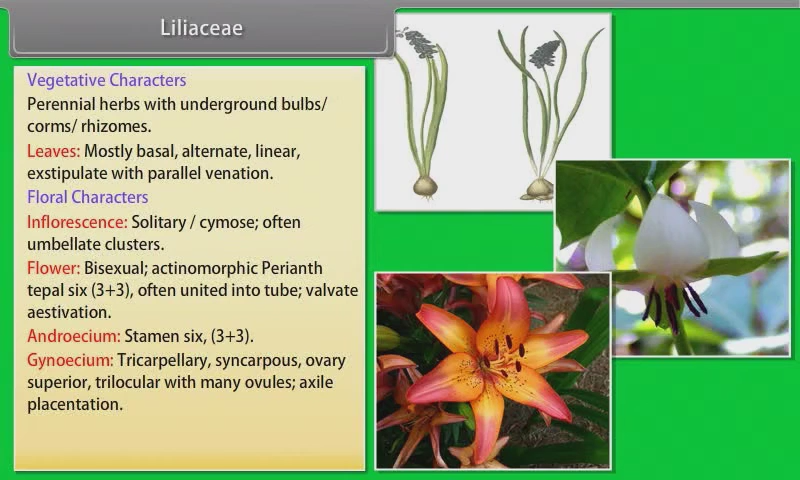 Liliaceae
Vegetative Characters
Perennial herbs with underground bulbs/
corms/ rhizomes.
Leaves: Mostly basal, alternate, linear,
exstipulate with parallel venation.
Floral Characters
Inflorescence: Solitary / cymose; often
umbellate clusters.
Flower: Bisexual; actinomorphic Perianth
tepal six (3+3), often united into tube; valvate
aestivation.
Androecium: Stamen six, (3+3).
Gynoecium: Tricarpellary, syncarpous, ovary
superior, trilocular with many ovules; axile
placentation.